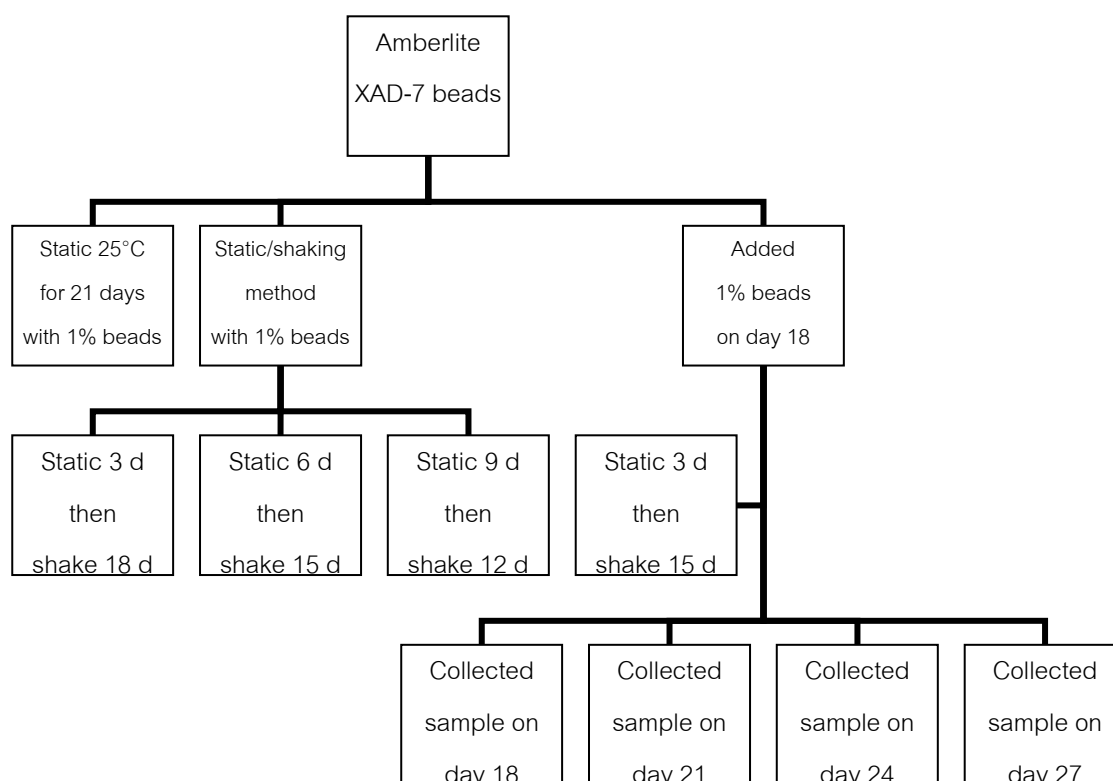 Amberlite
XAD-7 beads
Static 25°C
for 21 days
with 1% beads
Static/shaking
method
with 1% beads
Added
1% beads
on day 18
Static 3 d
then
shake 18 d
Static 6 d
then
shake 15 d
Static 9 d
then
shake 12 d
Static 3 d
then
shake 15 d
Collected
sample on
day 18
Collected
sample on
day 21
Collected
sample on
day 24
Collected
sample on
day 27